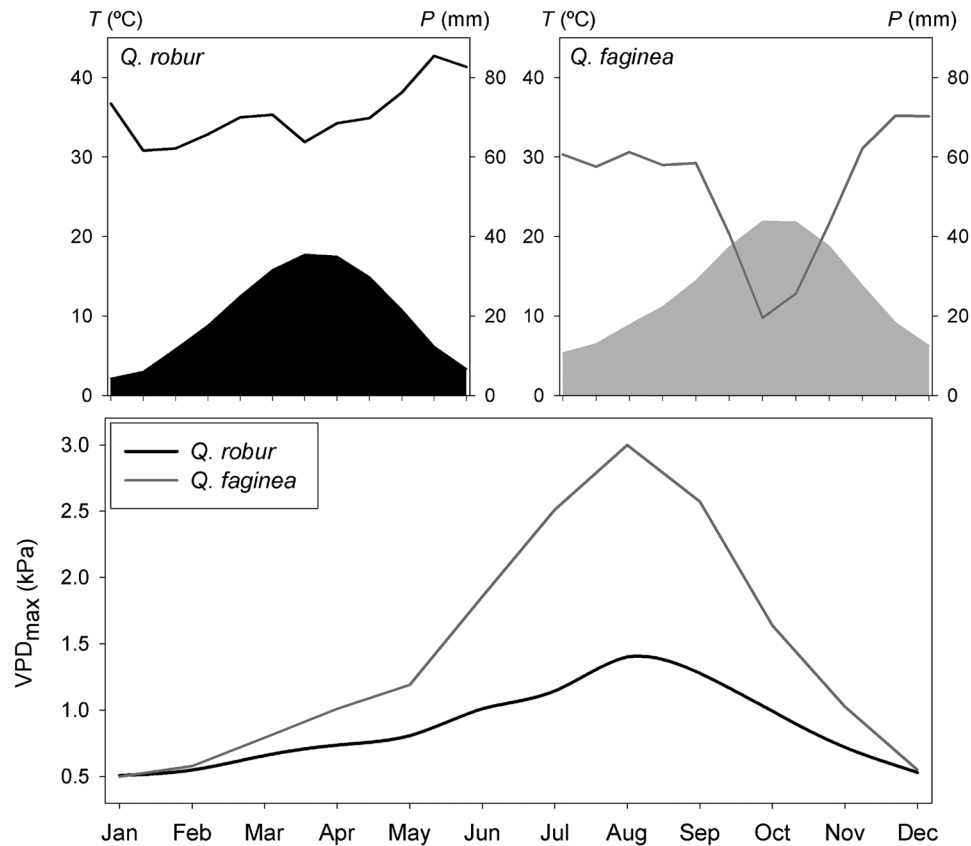 T (ºC) P (mm) T (ºC) P (mm)
Q. robur
Q. faginea
40 80 40 80
30 60 30 60
20 40 20 40
10 20 10 20
0 0 0 0
Q. robur
Q. faginea
VPDmax (kPa)
3.0
2.5
2.0
1.5
1.0
0.5
Jan Feb Mar Apr May Jun Jul Aug Sep Oct Nov Dec